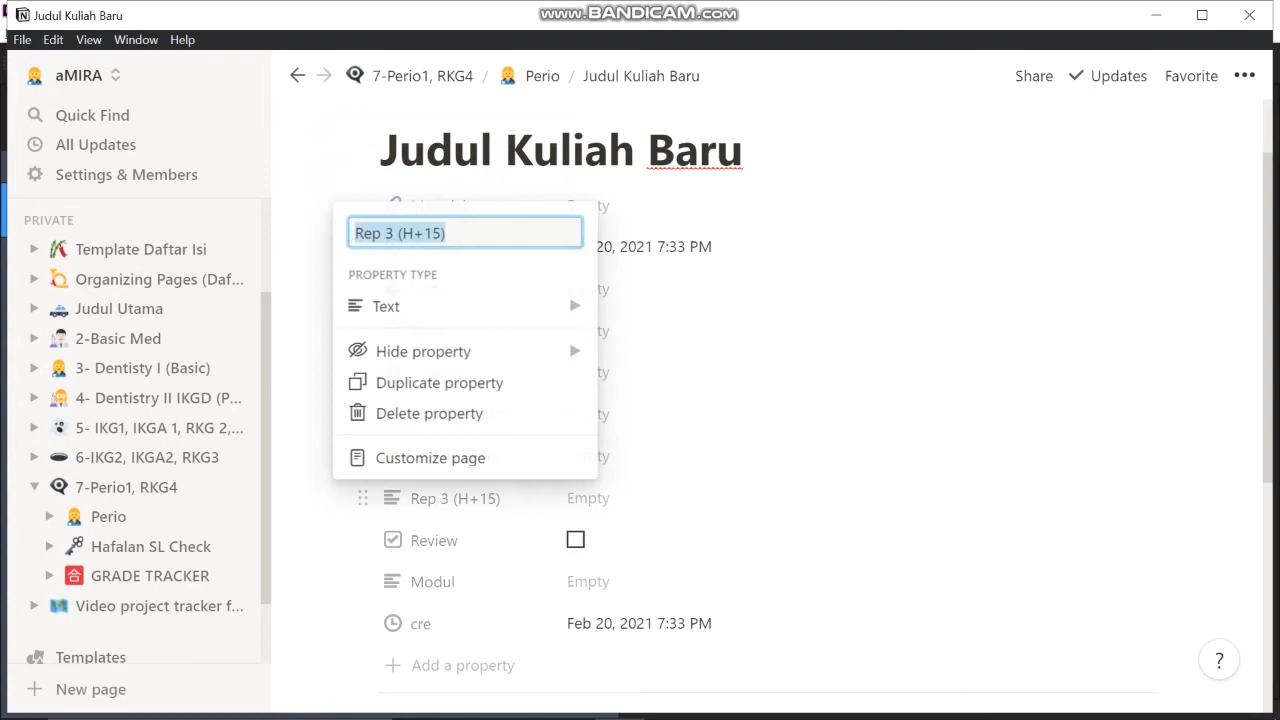 Judul Kuliah Baru
www.BANDICAM.com
File Edit View Window Help
aMIRA
7-Perio1, RKG4 / Perio / Judul Kuliah Baru
Share Updates Favorite
Quick Find
All Updates
Settings & Members
PRIVATE
Template Daftar Isi
Organizing Pages (Daf...
Judul Utama
2-Basic Med
3- Dentisty I (Basic)
4- Dentistry II IKGD (P...
5- IKG1, IKGA 1, RKG 2,...
6-IKG2, IKGA2, RKG3
7-Perio1, RKG4
Perio
Hafalan SL Check
GRADE TRACKER
Video project tracker f...
Templates
New page
Judul Kuliah Baru
20, 2021 7:33 PM
Rep 3 (H+15)
PROPERTY TYPE
Text
Hide property
Duplicate property
Delete property
Customize page
Rep 3 (H+15) Empty
Review
Modul Empty
cre Feb 20, 2021 7:33 PM
Add a property
?